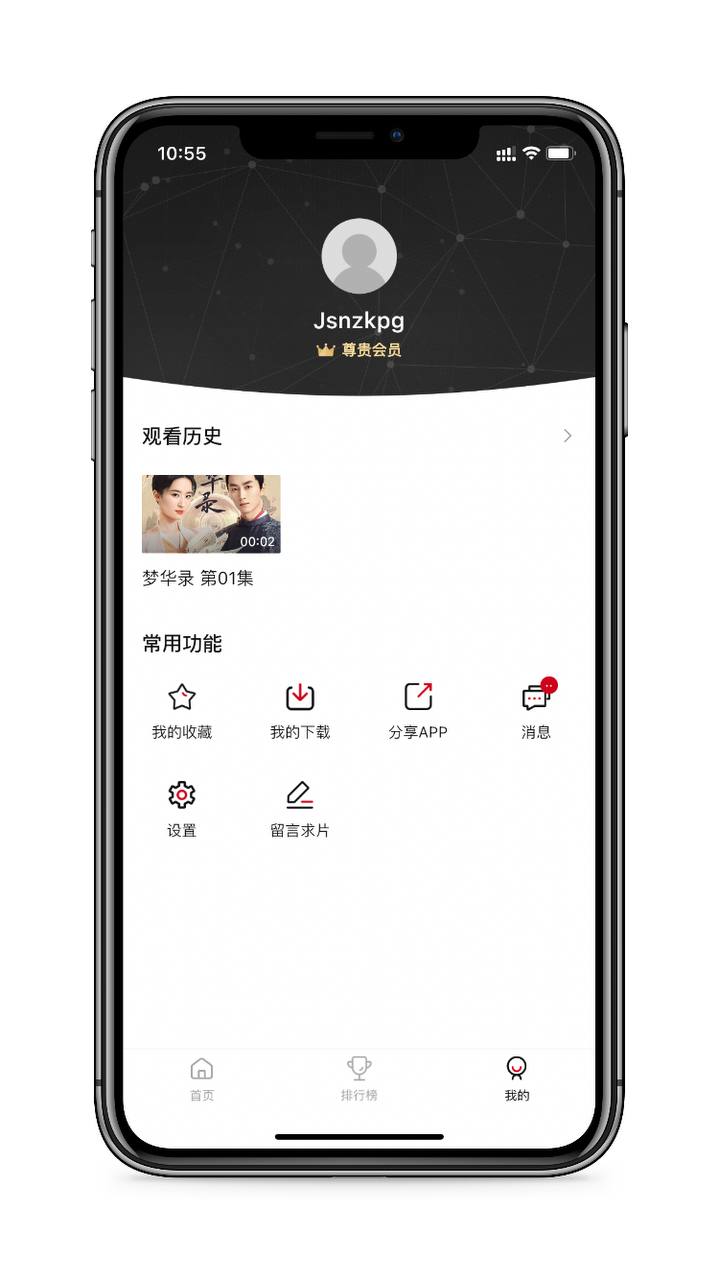 10:55
Jsnzkpg
尊贵会员
观看历史
华
录
00:02
梦华录 第01集
常用功能
我的收藏 我的下载 分享APP 消息
设置 留言求片
首页 排行榜 我的